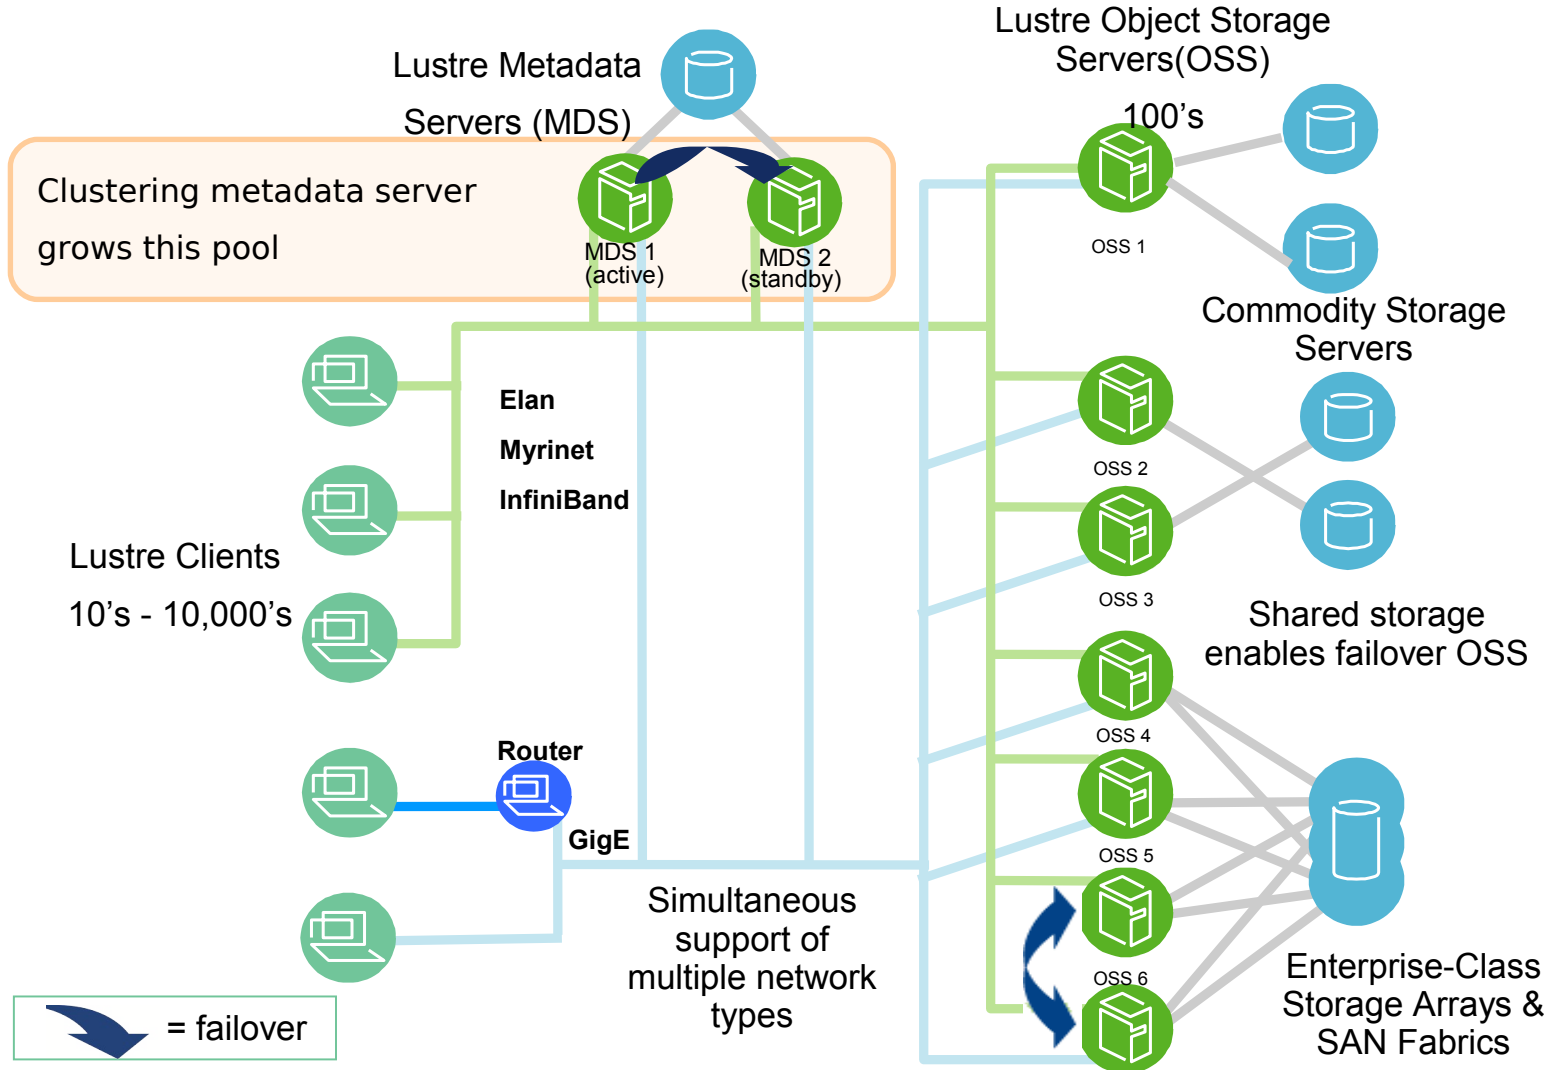 Lustre Object Storage
Servers(OSS)
100’s
Lustre Metadata
Servers (MDS)
Clustering metadata server
grows this pool
MDS 1
(active)
MDS 2
(standby)
OSS 1
Commodity Storage
Servers
Elan
Myrinet
InfiniBand
OSS 2
Lustre Clients
10’s - 10,000’s
OSS 3
Shared storage
enables failover OSS
OSS 4
Router
GigE
OSS 5
Simultaneous
support of
multiple network
types
OSS 6
Enterprise-Class
Storage Arrays &
SAN Fabrics
= failover